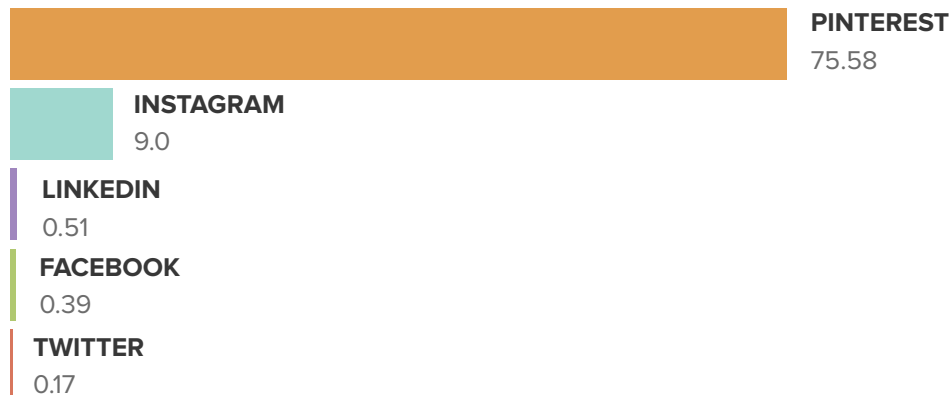 PINTEREST
75.58
INSTAGRAM
9.0
LINKEDIN
0.51
FACEBOOK
0.39
TWITTER
0.17